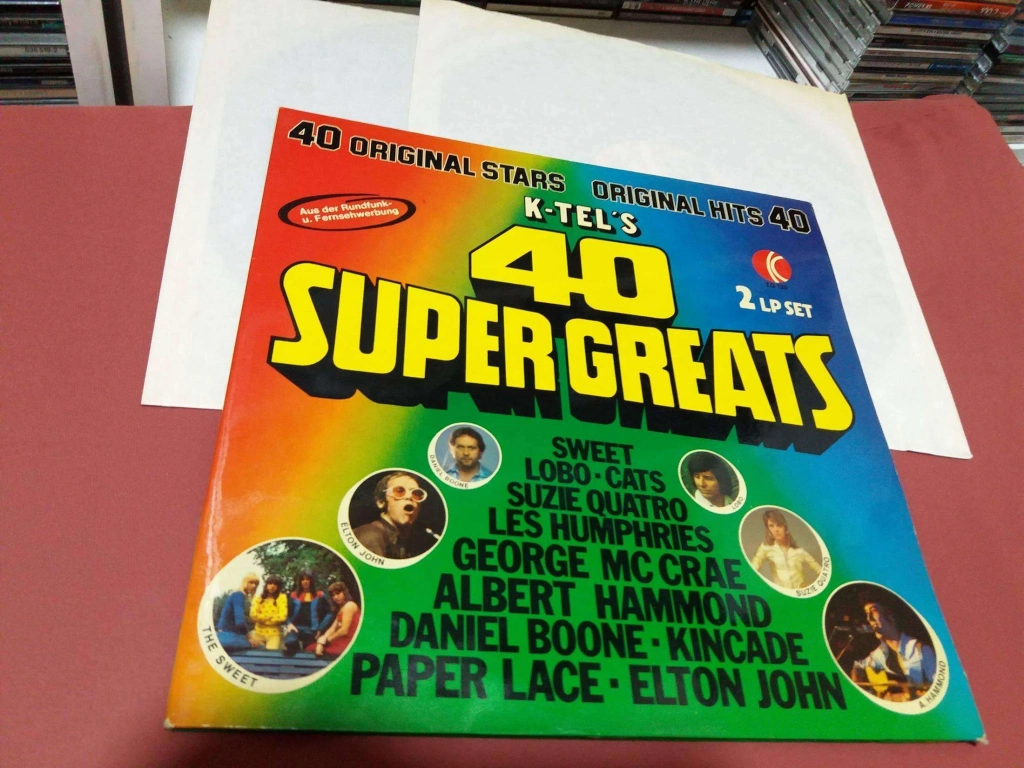 40 ORIGINAL STARS ORIGINAL HITS 40
Aus der Rundfunk-
u. Fernsehwerbung
K-TEL'S
40
SUPER GREATS
K
2 LP SET
SWEET
LOBO · CATS
SUZIE QUATRO
LES HUMPHRIES
GEORGE MC CRAE
ALBERT HAMMOND
DANIEL BOONE · KINCADE
PAPER LACE · ELTON JOHN
DANIEL BOONE
ELTON JOHN
THE SWEET
LOBO
SUZIE QUATRO
A. HAMMOND